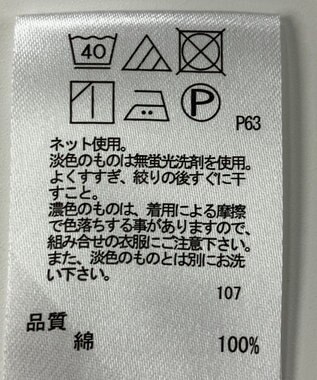 40
P
P63
ネット使用。
淡色のものは無蛍光洗剤を使用。
よくすすぎ、絞りの後すぐに干
すこと。
濃色のものは、着用による摩擦
で色落ちする事がありますので、
組み合せの衣服にご注意下さい。
また、淡色のものとは別にお洗
い下さい。
107
品質
綿 100%